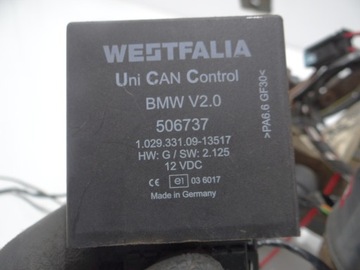 WESTFALIA
Uni CAN Control
BMW V2.0
506737
1.029.331.09-13517
HW: G / SW: 2.125
12 VDC
CE e1 03 6017
Made in Germany
>PA6.6 GF30<